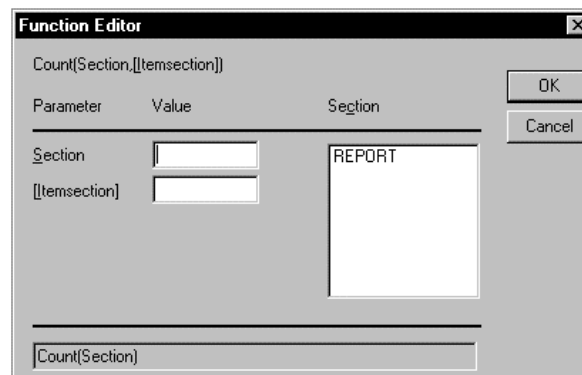 Function Editor
Count(Section,[Itemsection])
OK
Parameter Value Section
Cancel
Section REPORT
[Itemsection]
Count(Section)